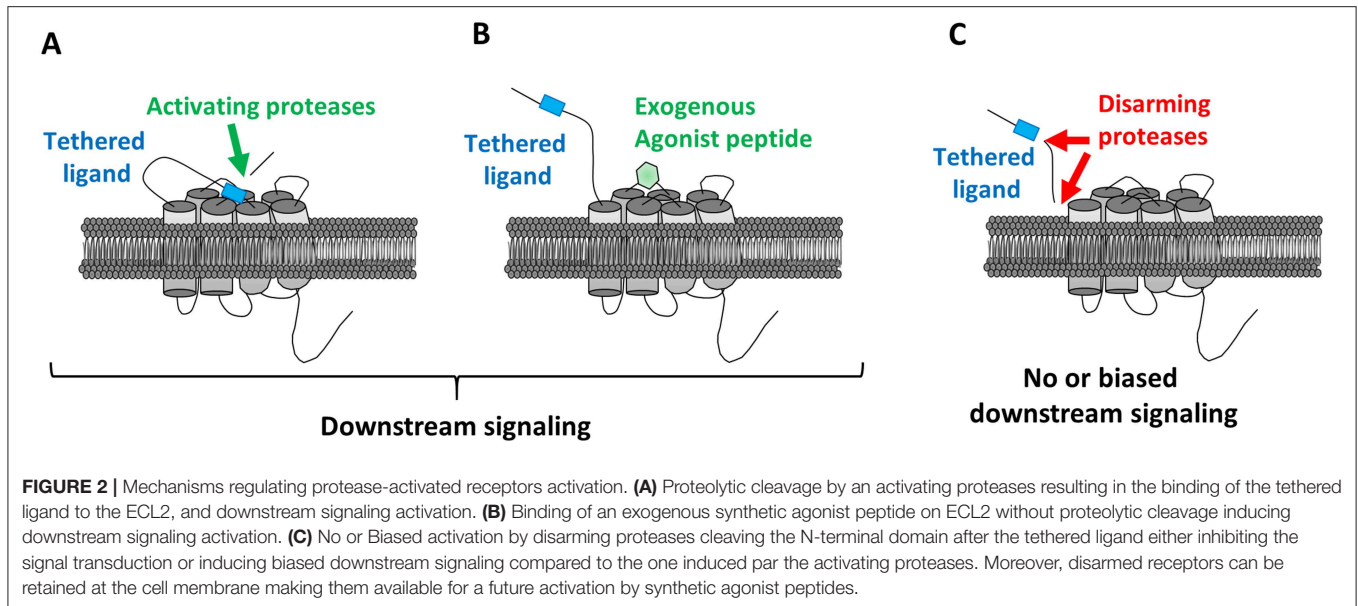 A
B
C
Activating proteases
Tethered
ligand
Tethered
ligand
Exogenous
Agonist peptide
Disarming
proteases
Tethered
ligand
Downstream signaling
No or biased
downstream signaling
FIGURE 2 | Mechanisms regulating protease-activated receptors activation. (A) Proteolytic cleavage by an activating proteases resulting in the binding of the tethered
ligand to the ECL2, and downstream signaling activation. (B) Binding of an exogenous synthetic agonist peptide on ECL2 without proteolytic cleavage inducing
downstream signaling activation. (C) No or Biased activation by disarming proteases cleaving the N-terminal domain after the tethered ligand either inhibiting the
signal transduction or inducing biased downstream signaling compared to the one induced par the activating proteases. Moreover, disarmed receptors can be
retained at the cell membrane making them available for a future activation by synthetic agonist peptides.